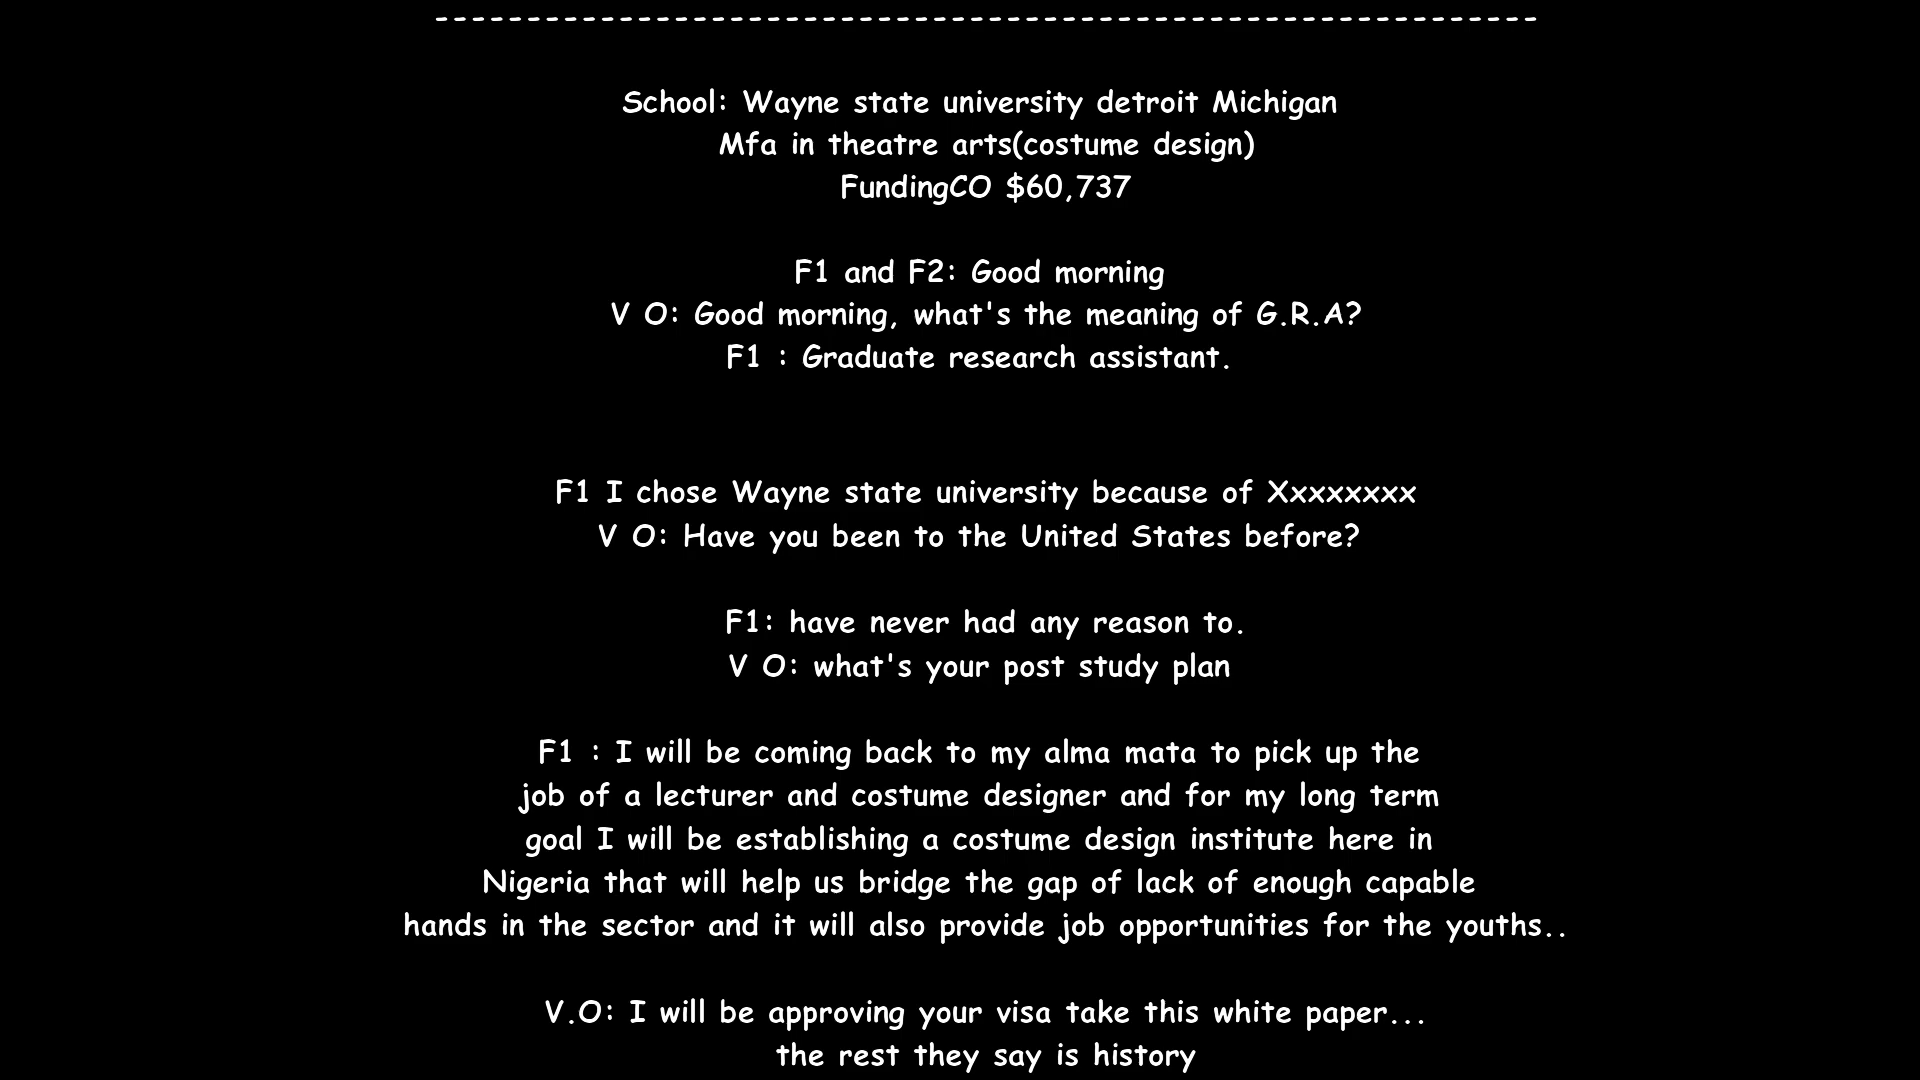 ------------------------------------------------------------
School: Wayne state university detroit Michigan
Mfa in theatre arts(costume design)
FundingCO $60,737
F1 and F2: Good morning
V O: Good morning, what's the meaning of G.R.A?
F1 : Graduate research assistant.
F1 I chose Wayne state university because of Xxxxxxxx
V O: Have you been to the United States before?
F1: have never had any reason to.
V O: what's your post study plan
F1 : I will be coming back to my alma mata to pick up the
job of a lecturer and costume designer and for my long term
goal I will be establishing a costume design institute here in
Nigeria that will help us bridge the gap of lack of enough capable
hands in the sector and it will also provide job opportunities for the youths..
V.O: I will be approving your visa take this white paper...
the rest they say is history